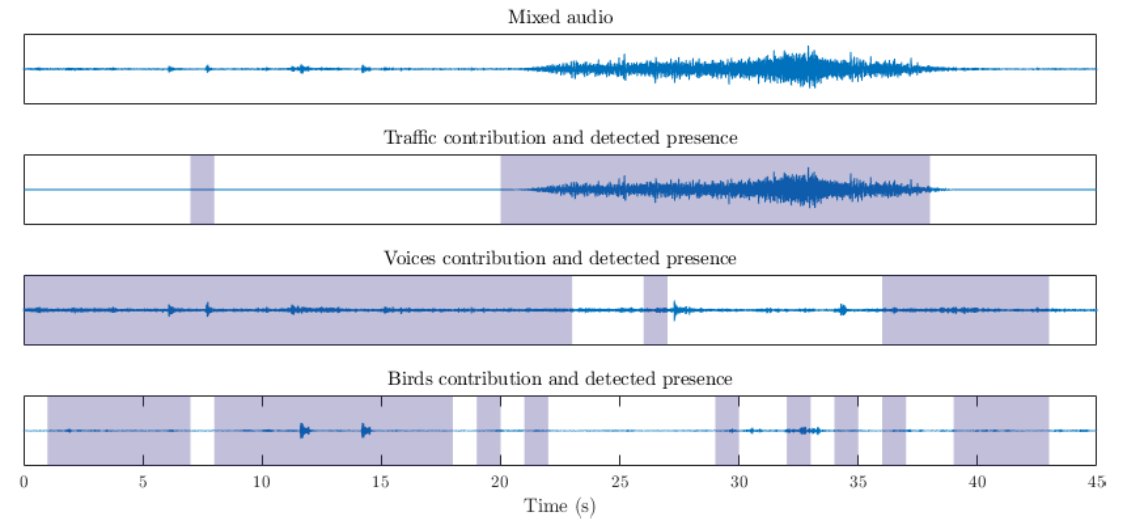 Mixed audio
Traffic contribution and detected presence
Voices contribution and detected presence
Birds contribution and detected presence
0 5 10 15 20 25 30 35 40 45
Time (s)